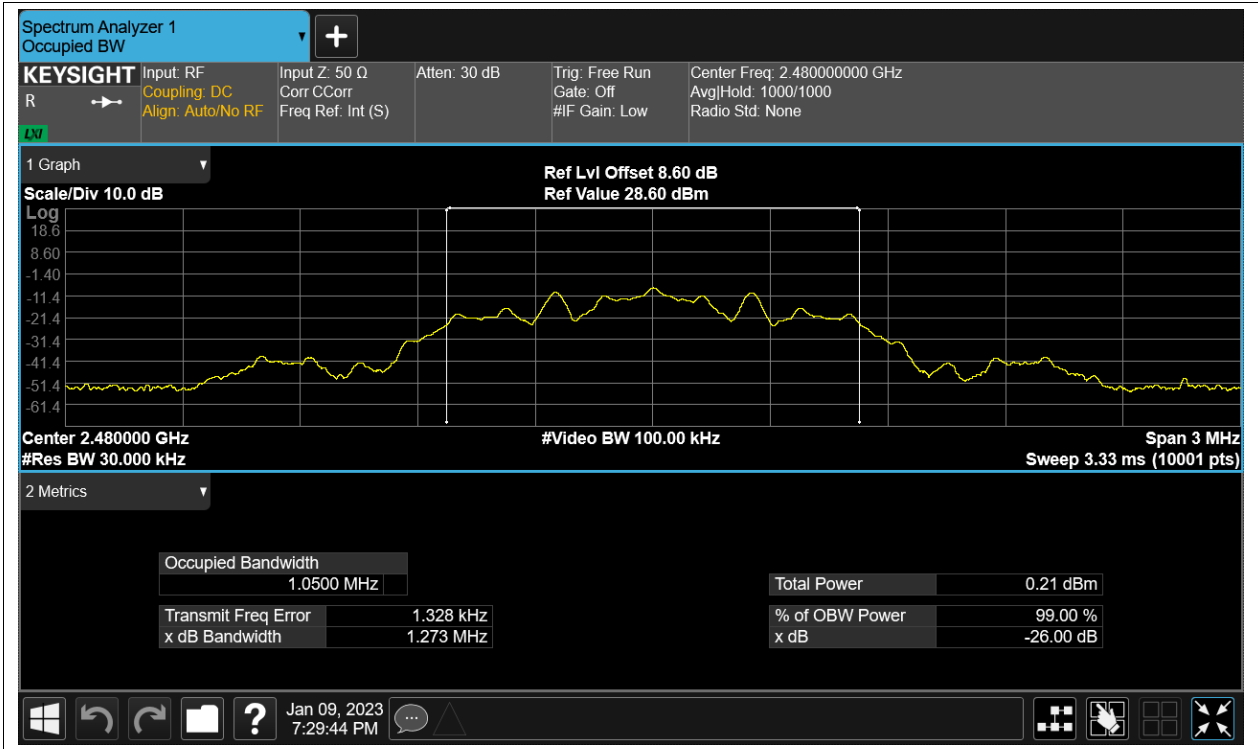 Spectrum Analyzer 1
Occupied BW
KEYSIGHT
R
LXI
Input: RF
Coupling: DC
Align: Auto/No RF
Input Z: 50 Ω
Corr CCorr
Freq Ref: Int (S)
Atten: 30 dB
Trig: Free Run
Gate: Off
#IF Gain: Low
Center Freq: 2.480000000 GHz
Avg|Hold: 1000/1000
Radio Std: None
1 Graph
Scale/Div 10.0 dB
Ref Lvl Offset 8.60 dB
Ref Value 28.60 dBm
Log
18.6
8.60
-1.40
-11.4
-21.4
-31.4
-41.4
-51.4
-61.4
Center 2.480000 GHz
#Video BW 100.00 kHz
Span 3 MHz
#Res BW 30.000 kHz
Sweep 3.33 ms (10001 pts)
2 Metrics
Occupied Bandwidth
1.0500 MHz
Transmit Freq Error 1.328 kHz
x dB Bandwidth 1.273 MHz
Total Power 0.21 dBm
% of OBW Power 99.00 %
x dB -26.00 dB
?
Jan 09, 2023
7:29:44 PM